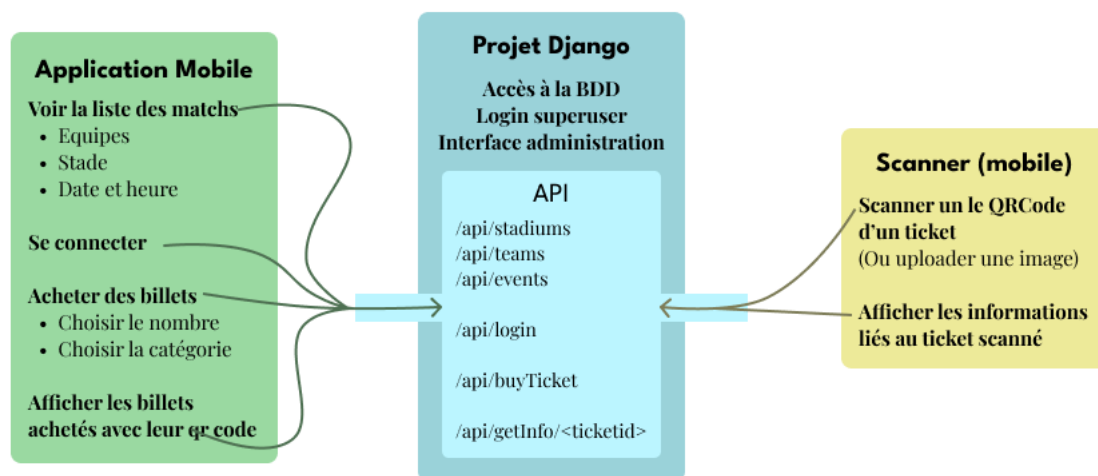 Application Mobile
Voir la liste des matchs
• Equipes
• Stade
• Date et heure
Se connecter
Acheter des billets
• Choisir le nombre
• Choisir la catégorie
Afficher les billets
achetés avec leur qr code
Projet Django
Accès à la BDD
Login superuser
Interface administration
API
/api/stadiums
/api/teams
/api/events
/api/login
/api/buyTicket
/api/getInfo/<ticketid>
Scanner (mobile)
Scanner un le QRCode
d'un ticket
(Ou uploader une image)
Afficher les informations
liés au ticket scanné